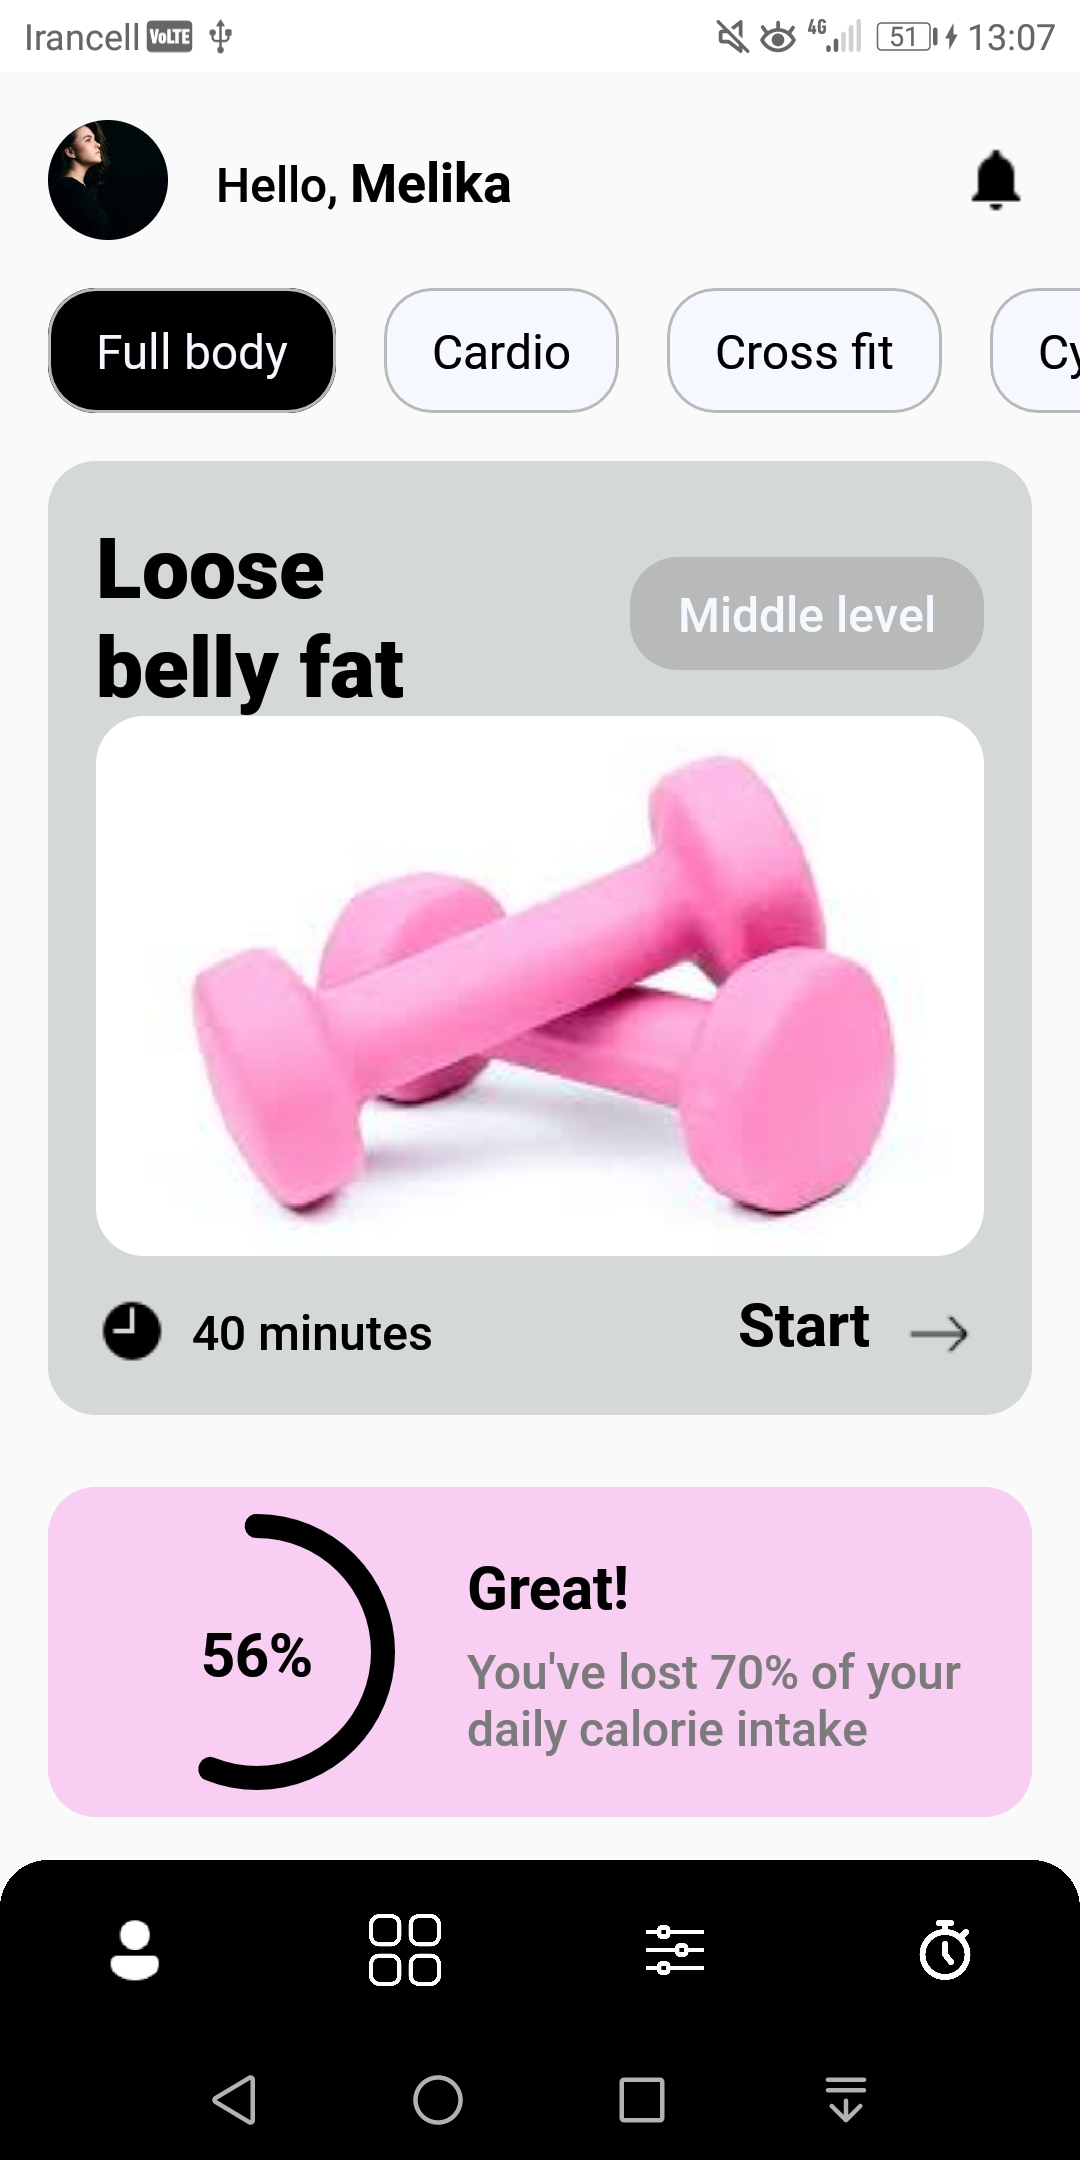 Irancell VoLTE 4G 51 13:07
Hello, Melika
Full body Cardio Cross fit Cy
Loose
belly fat
Middle level
40 minutes Start
56%
Great!
You've lost 70% of your
daily calorie intake